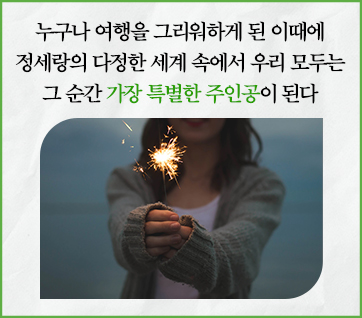 누구나 여행을 그리워하게 된 이때에
정세랑의 다정한 세계 속에서 우리 모두는
그 순간 가장 특별한 주인공이 된다